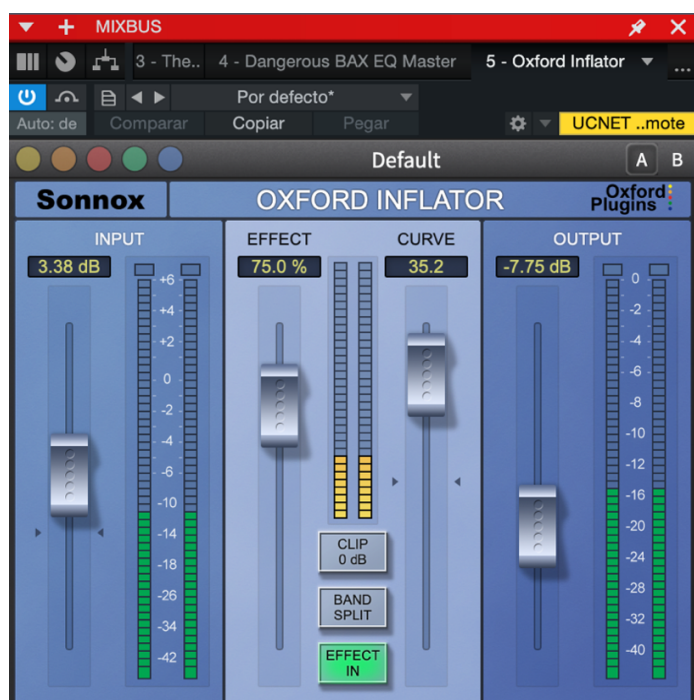 MIXBUS
3 - The.. 4 - Dangerous BAX EQ Master 5 - Oxford Inflator ...
Por defecto*
Auto: de Comparar Copiar Pegar UCNET ..mote
Default A B
Sonnox OXFORD INFLATOR Oxford
Plugins
INPUT EFFECT CURVE OUTPUT
3.38 dB 75.0 % 35.2 -7.75 dB
+6 0
+4 -2
+2 -4
0 -6
-2 -8
-4 -10
-6 -12
-10 -16
-14 -20
-18 -24
-26 -28
-34 -32
-42 -40
CLIP
0 dB
BAND
SPLIT
EFFECT
IN